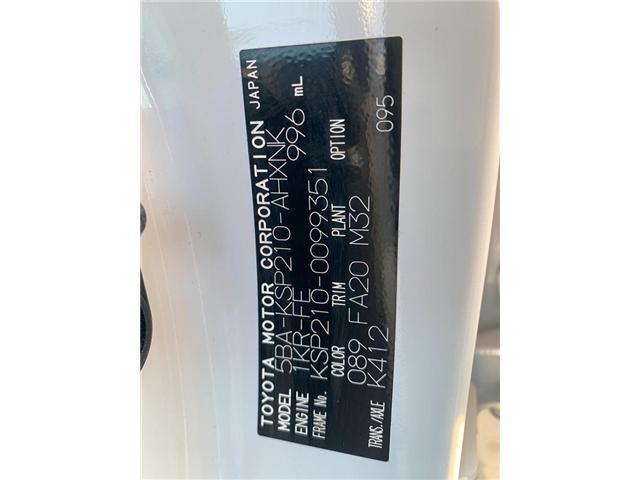 TOYOTA MOTOR CORPORATION JAPAN
MODEL 5BA-KSP210-AHXNK
ENGINE 1KR-FE 996 mL
FRAME No. KSP210-0099351
COLOR TRIM PLANT OPTION
089 FA20 M32
TRANS./AXLE K412 095